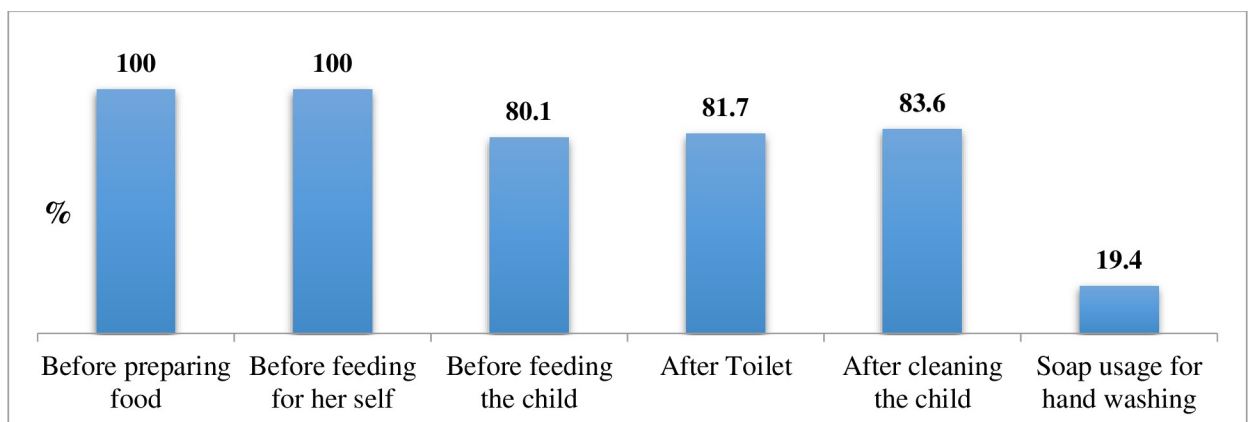 100
100
80.1
81.7
83.6
19.4
%
Before preparing
food
Before feeding
for her self
Before feeding
the child
After Toilet
After cleaning
the child
Soap usage for
hand washing